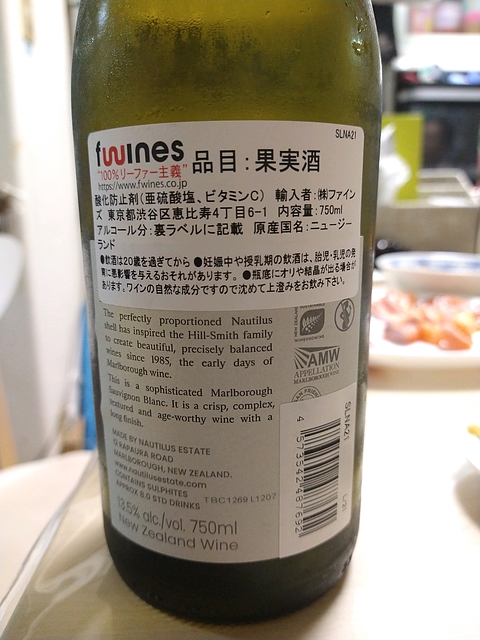 SLNA21
fwines
"100%リーファー主義"
https://www.fwines.co.jp
品目：果実酒
酸化防止剤（亜硫酸塩、ビタミンC） 輸入者：㈱ファイン
ズ 東京都渋谷区恵比寿4丁目6-1 内容量：750ml
アルコール分：裏ラベルに記載 原産国名：ニュージー
ランド
●飲酒は20歳を過ぎてから ●妊娠中や授乳期の飲酒は、胎児・乳児の発
育に悪影響を与えるおそれがあります。 ●瓶底にオリや結晶が出る場合が
あります。ワインの自然な成分ですので沈めて上澄みをお飲み下さい。
The perfectly proportioned Nautilus
shell has inspired the Hill-Smith family
to create beautiful, precisely balanced
wines since 1985, the early days of
Marlborough wine.
This is a sophisticated Marlborough
Sauvignon Blanc. It is a crisp, complex,
textured and age-worthy wine with a
long finish.
MADE BY NAUTILUS ESTATE
RAPAURA ROAD
MARLBOROUGH, NEW ZEALAND.
www.nautilusestate.com
CONTAINS SULPHITES
APPROX 8.0 STD DRINKS
TBC1269 L1207
13.5% alc./vol. 750ml
New Zealand Wine
AMW
APPELLATION
MARLBOROUGH WINE
SLNA21
4 573542 487692